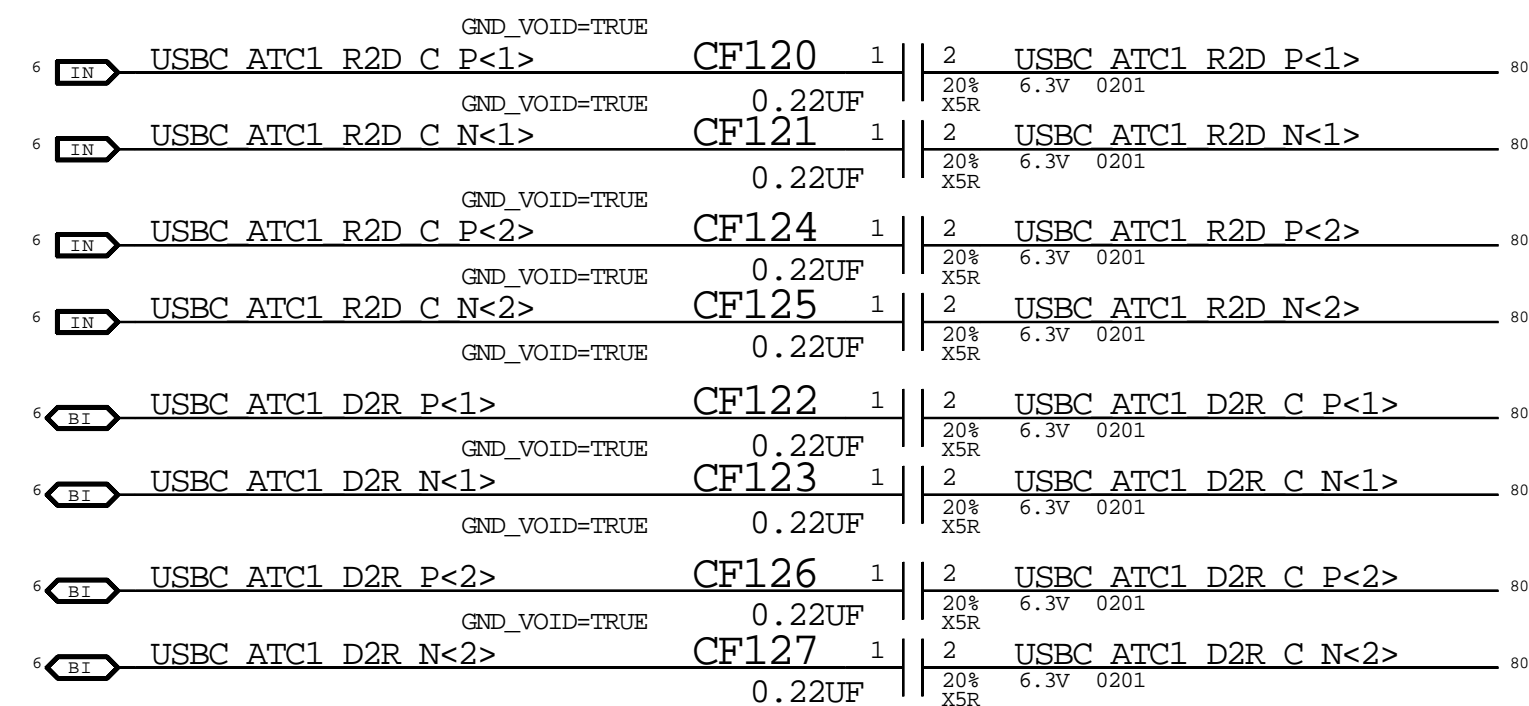 GND_VOID=TRUE
6 IN USBC_ATC1_R2D_C_P<1> CF120 1 2 USBC_ATC1_R2D_P<1> 80
20% 6.3V 0201
GND_VOID=TRUE 0.22UF X5R
6 IN USBC_ATC1_R2D_C_N<1> CF121 1 2 USBC_ATC1_R2D_N<1> 80
20% 6.3V 0201
0.22UF X5R
GND_VOID=TRUE
6 IN USBC_ATC1_R2D_C_P<2> CF124 1 2 USBC_ATC1_R2D_P<2> 80
20% 6.3V 0201
GND_VOID=TRUE 0.22UF X5R
6 IN USBC_ATC1_R2D_C_N<2> CF125 1 2 USBC_ATC1_R2D_N<2> 80
20% 6.3V 0201
GND_VOID=TRUE 0.22UF X5R
6 BI USBC_ATC1_D2R_P<1> CF122 1 2 USBC_ATC1_D2R_C_P<1> 80
20% 6.3V 0201
GND_VOID=TRUE 0.22UF X5R
6 BI USBC_ATC1_D2R_N<1> CF123 1 2 USBC_ATC1_D2R_C_N<1> 80
20% 6.3V 0201
GND_VOID=TRUE 0.22UF X5R
6 BI USBC_ATC1_D2R_P<2> CF126 1 2 USBC_ATC1_D2R_C_P<2> 80
20% 6.3V 0201
GND_VOID=TRUE 0.22UF X5R
6 BI USBC_ATC1_D2R_N<2> CF127 1 2 USBC_ATC1_D2R_C_N<2> 80
20% 6.3V 0201
0.22UF X5R